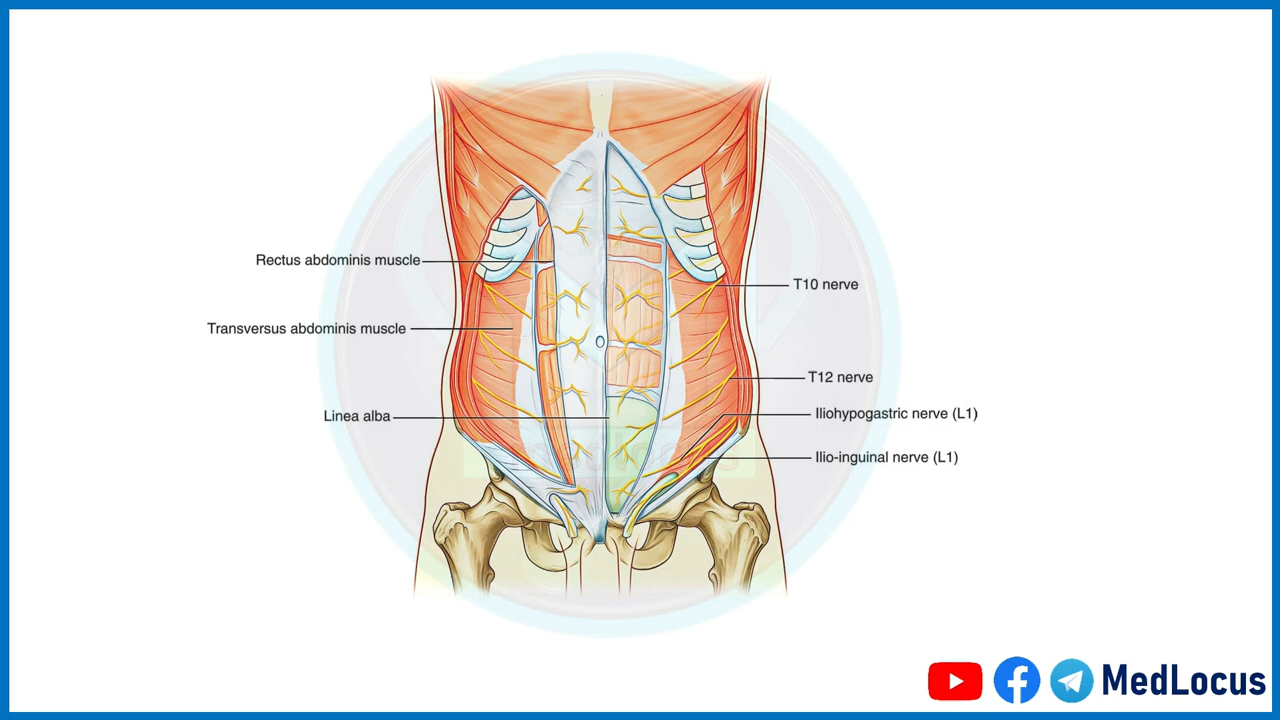 Rectus abdominis muscle
T10 nerve
Transversus abdominis muscle
T12 nerve
Linea alba
Iliohypogastric nerve (L1)
Ilio-inguinal nerve (L1)
MedLocus